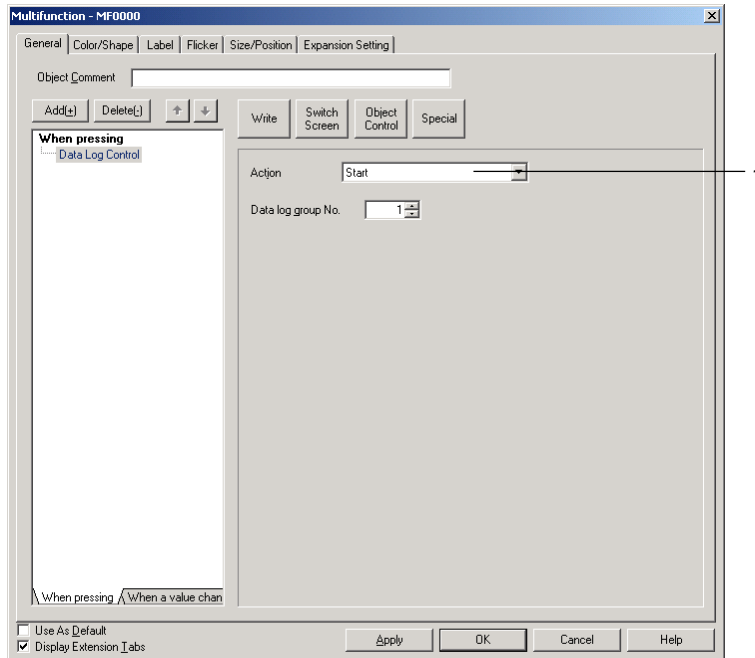 Multifunction - MF0000
General Color/Shape Label Flicker Size/Position Expansion Setting
Object Comment
Add(+) Delete(-)
Write
Switch Screen
Object Control
Special
When pressing
Data Log Control
Action Start
Data log group No. 1
When pressing When a value chan
Use As Default
Display Extension Tabs
Apply OK Cancel Help